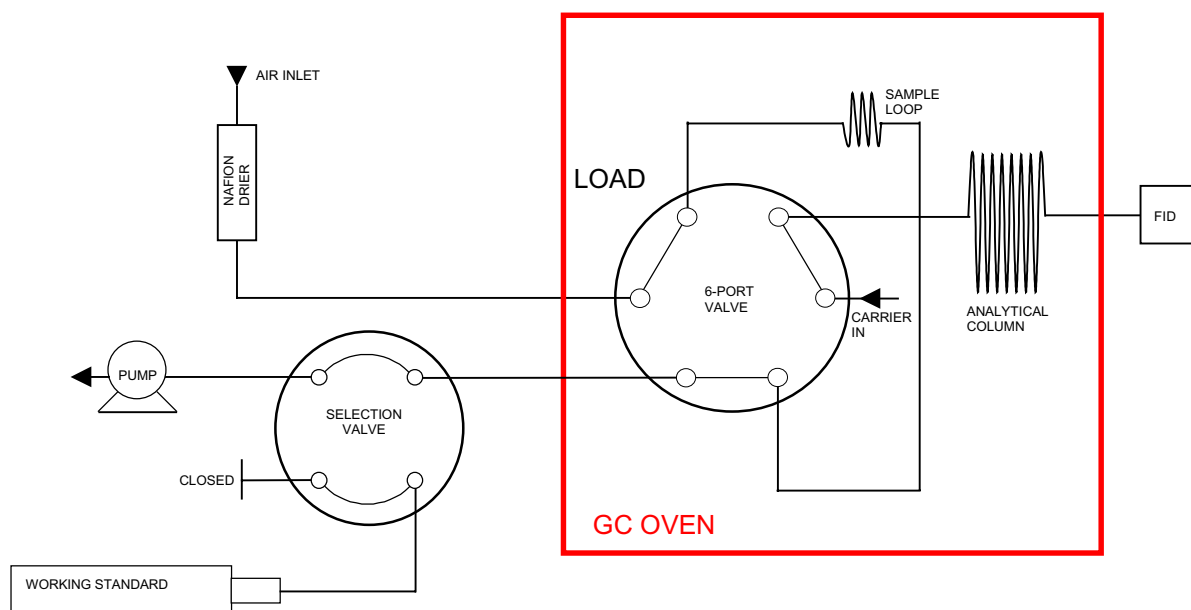 AIR INLET
NAFION
DRIER
SAMPLE
LOOP
LOAD
FID
6-PORT
VALVE
CARRIER
IN
ANALYTICAL
COLUMN
PUMP
SELECTION
VALVE
CLOSED
GC OVEN
WORKING STANDARD